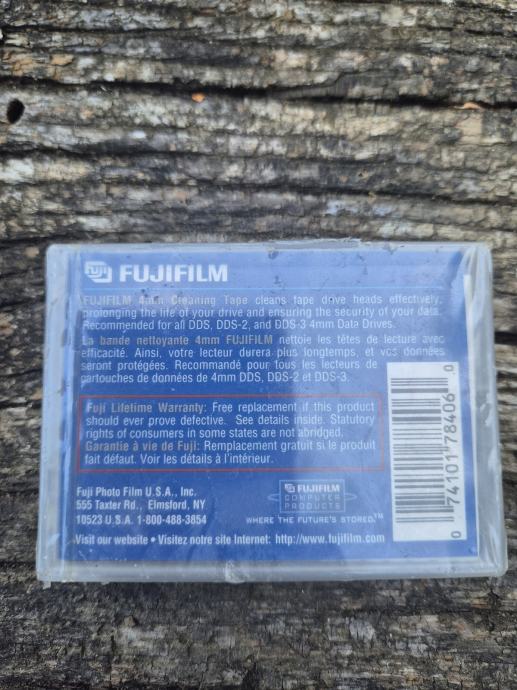 FUJI FUJIFILM
FUJIFILM 4mm Cleaning Tape cleans tape drive heads effectively,
prolonging the life of your drive and ensuring the security of your data.
Recommended for all DDS, DDS-2, and DDS-3 4mm Data Drives.
La bande nettoyante 4mm FUJIFILM nettoie les têtes de lecture avec
efficacité. Ainsi, votre lecteur durera plus longtemps, et vos données
seront protégées. Recommandé pour tous les lecteurs de
cartouches de données de 4mm DDS, DDS-2 et DDS-3.
Fuji Lifetime Warranty: Free replacement if this product
should ever prove defective. See details inside. Statutory
rights of consumers in some states are not abridged.
Garantie à vie de Fuji: Remplacement gratuit si le produit
fait défaut. Voir les détails à l'intérieur.
Fuji Photo Film U.S.A., Inc.
555 Taxter Rd., Elmsford, NY
10523 U.S.A. 1-800-488-3854
FUJIFILM
COMPUTER
PRODUCTS
WHERE THE FUTURE'S STORED.™
Visit our website • Visitez notre site Internet: http://www.fujifilm.com
0 74101 78406 0